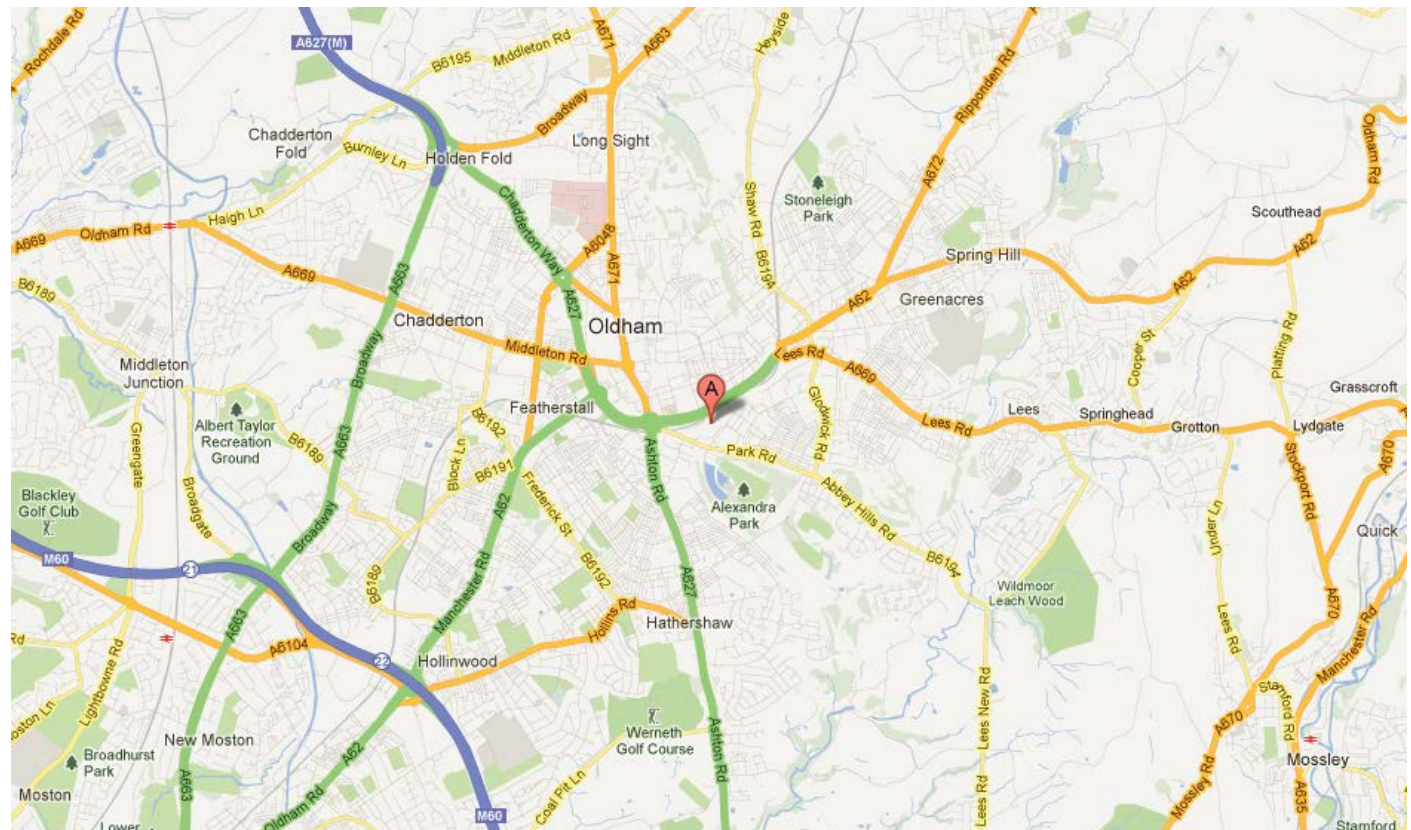 Rochdale Rd
A627(M)
B6195
Middleton Rd
A671
A663
Heyside
Ripponden Rd
Oldham Rd
Chadderton
Fold
Burnley Ln
Holden Fold
Broadway
Long Sight
A672
Stoneleigh
Park
Shaw Rd
B6194
Haigh Ln
Chadderton Way
A6048
Scouthead
A62
A669
Oldham Rd
A669
A663
A627
A671
Spring Hill
A62
B6189
Chadderton
Oldham
A62
Greenacres
Middleton Rd
Lees Rd
A669
Cooper St
Platting Rd
Middleton
Junction
Broadway
A
Grasscroft
Albert Taylor
Recreation
Ground
Featherstall
B6192
Glodwick Rd
Lees Rd
Lees
Springhead
Grotton
Lydgate
Greengate
B6189
A663
Block Ln
B6191
Ashton Rd
Park Rd
Stockport Rd
A670
Blackley
Golf Club
Broadgate
A62
Frederick St
Alexandra
Park
Abbey Hills Rd
Upper Ln
Quick
M60
21
Broadway
B6189
Manchester Rd
B6192
A627
B6194
Wildmoor
Leach Wood
Rd
A663
Hollins Rd
Hathershaw
Lees Rd
A670
Manchester Rd
Lightbowne Rd
A6104
22
Hollinwood
Lees New Rd
Stamford Rd
New Moston
Werneth
Golf Course
A670
Broadhurst
Park
A663
A62
Ashton Rd
Mossley
Moston
Oldham Rd
M60
Coal Pit Ln
Lees Rd
Mossley Rd
A635
Lower
Stamford